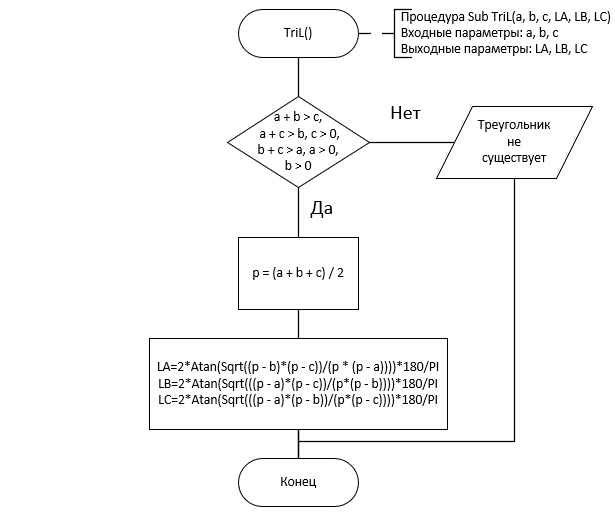 TriL()
Процедура Sub TriL(a, b, c, LA, LB, LC)
Входные параметры: a, b, c
Выходные параметры: LA, LB, LC
a + b > c,
a + c > b, c > 0,
b + c > a, a > 0,
b > 0
Нет
Треугольник
не
существует
Да
p = (a + b + c) / 2
LA=2*Atan(Sqrt((p - b)*(p - c))/(p * (p - a))))*180/PI
LB=2*Atan(Sqrt(((p - a)*(p - c))/(p*(p - b))))*180/PI
LC=2*Atan(Sqrt(((p - a)*(p - b))/(p*(p - c))))*180/PI
Конец